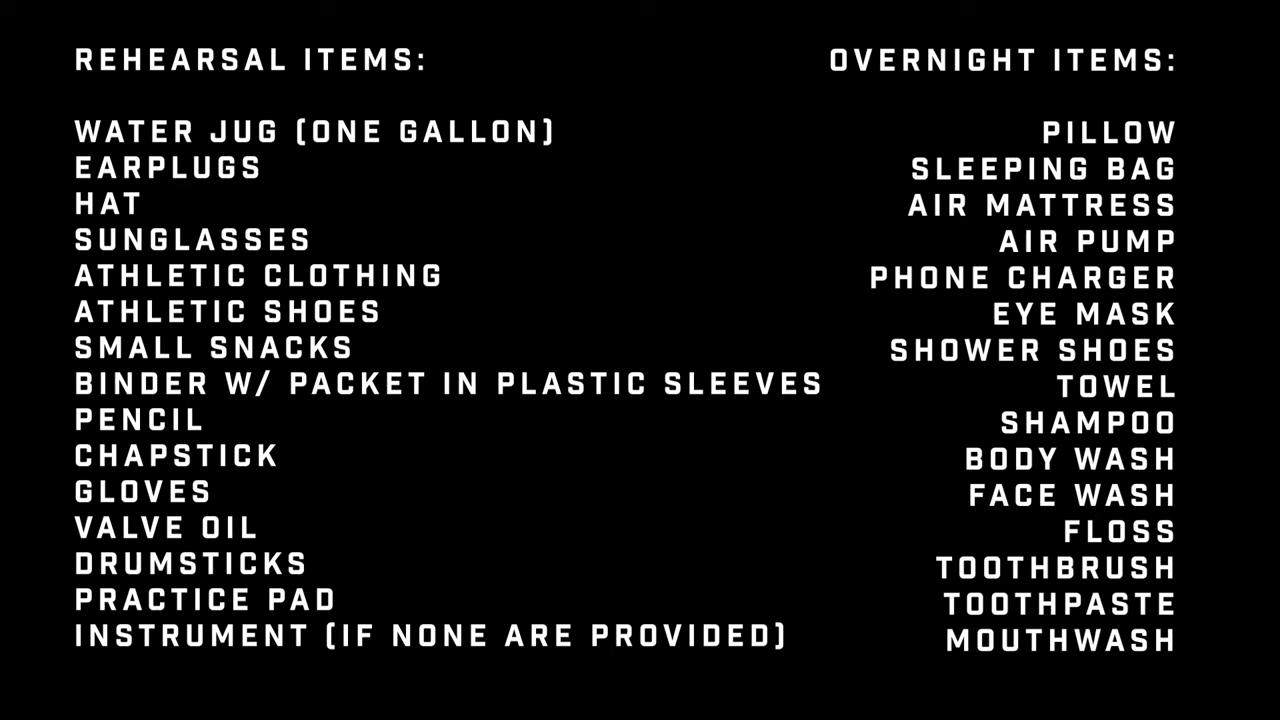 REHEARSAL ITEMS:
WATER JUG (ONE GALLON)
EARPLUGS
HAT
SUNGLASSES
ATHLETIC CLOTHING
ATHLETIC SHOES
SMALL SNACKS
BINDER W/ PACKET IN PLASTIC SLEEVES
PENCIL
CHAPSTICK
GLOVES
VALVE OIL
DRUMSTICKS
PRACTICE PAD
INSTRUMENT (IF NONE ARE PROVIDED)
OVERNIGHT ITEMS:
PILLOW
SLEEPING BAG
AIR MATTRESS
AIR PUMP
PHONE CHARGER
EYE MASK
SHOWER SHOES
TOWEL
SHAMPOO
BODY WASH
FACE WASH
FLOSS
TOOTHBRUSH
TOOTHPASTE
MOUTHWASH